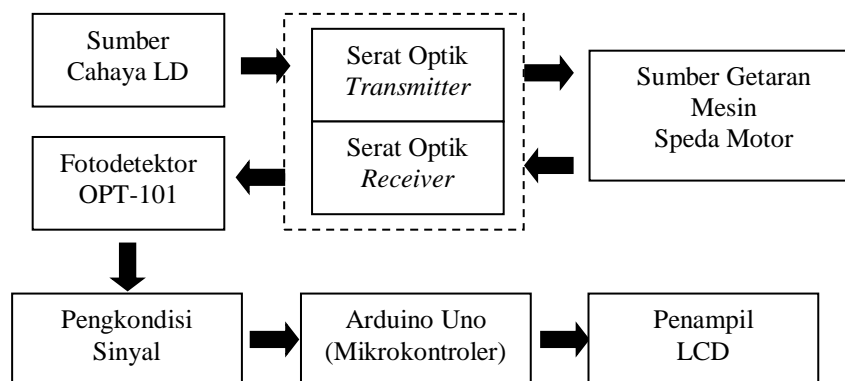 Sumber
Cahaya LD
Serat Optik
Transmitter
Sumber Getaran
Mesin
Speda Motor
Fotodetektor
OPT-101
Serat Optik
Receiver
Pengkondisi
Sinyal
Arduino Uno
(Mikrokontroler)
Penampil
LCD